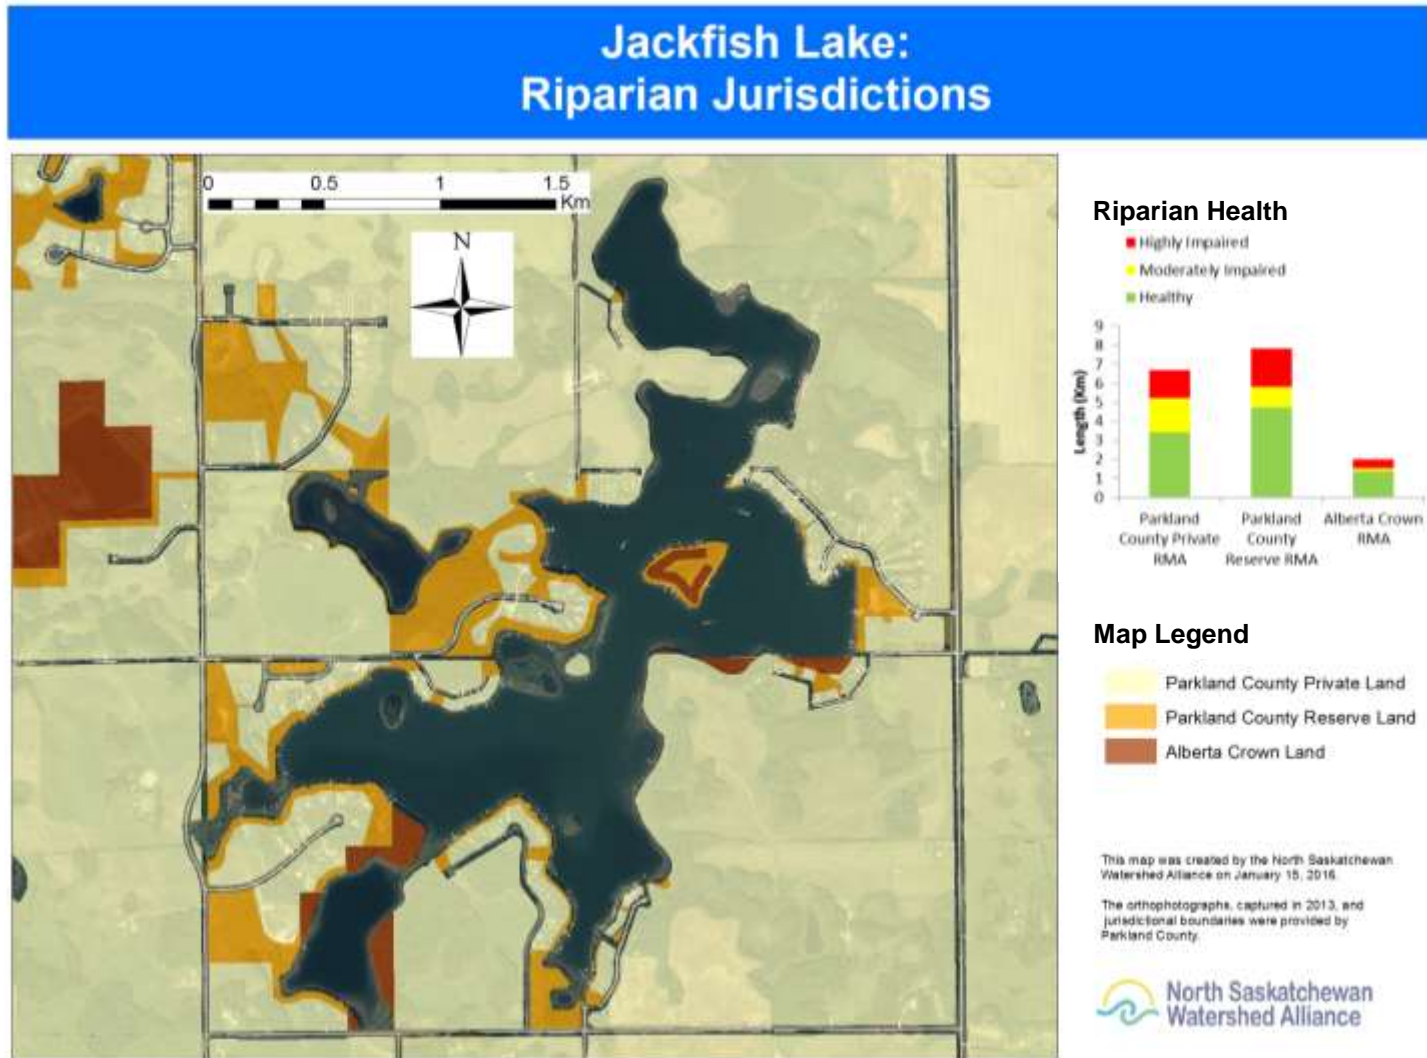 Jackfish Lake:
Riparian Jurisdictions
0 0.5 1 1.5
Km
N
Riparian Health
Highly Impaired
Moderately Impaired
Healthy
9
8
7
6
5
4
3
2
1
0
Length (Km)
Parkland County Private RMA
Parkland County Reserve RMA
Alberta Crown RMA
Map Legend
Parkland County Private Land
Parkland County Reserve Land
Alberta Crown Land
This map was created by the North Saskatchewan
Watershed Alliance on January 15, 2016.
The orthophotographs, captured in 2013, and
jurisdictional boundaries were provided by
Parkland County.
North Saskatchewan
Watershed Alliance